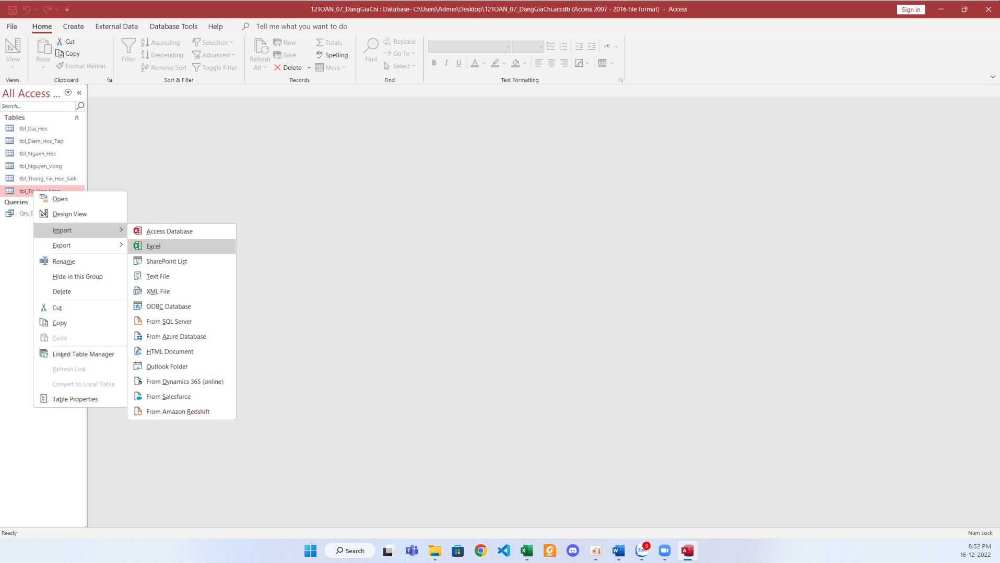 12TOAN_07_DangGiaChi : Database- C:\Users\Admin\Desktop\12TOAN_07_DangGiaChi.accdb (Access 2007 - 2016 file format) - Access
Sign in
File Home Create External Data Database Tools Help Tell me what you want to do
View
Views
Paste
Cut
Copy
Format Painter
Clipboard
Filter
Ascending
Descending
Remove Sort
Selection
Advanced
Toggle Filter
Sort & Filter
Refresh
All
New
Save
Delete
Totals
Spelling
More
Records
Find
Replace
Go To
Select
Find
B I U
Text Formatting
All Access ...
Search...
Tables
tbl_Dai_Hoc
tbl_Diem_Hoc_Tap
tbl_Nganh_Hoc
tbl_Nguyen_Vong
tbl_Thong_Tin_Hoc_Sinh
Queries
Open
Design View
Import
Export
Rename
Hide in this Group
Delete
Cut
Copy
Paste
Linked Table Manager
Refresh Link
Convert to Local Table
Table Properties
Access Database
Excel
SharePoint List
Text File
XML File
ODBC Database
From SQL Server
From Azure Database
HTML Document
Outlook Folder
From Dynamics 365 (online)
From Salesforce
From Amazon Redshift
Ready
Num Lock
Search
3
8:52 PM
16-12-2022